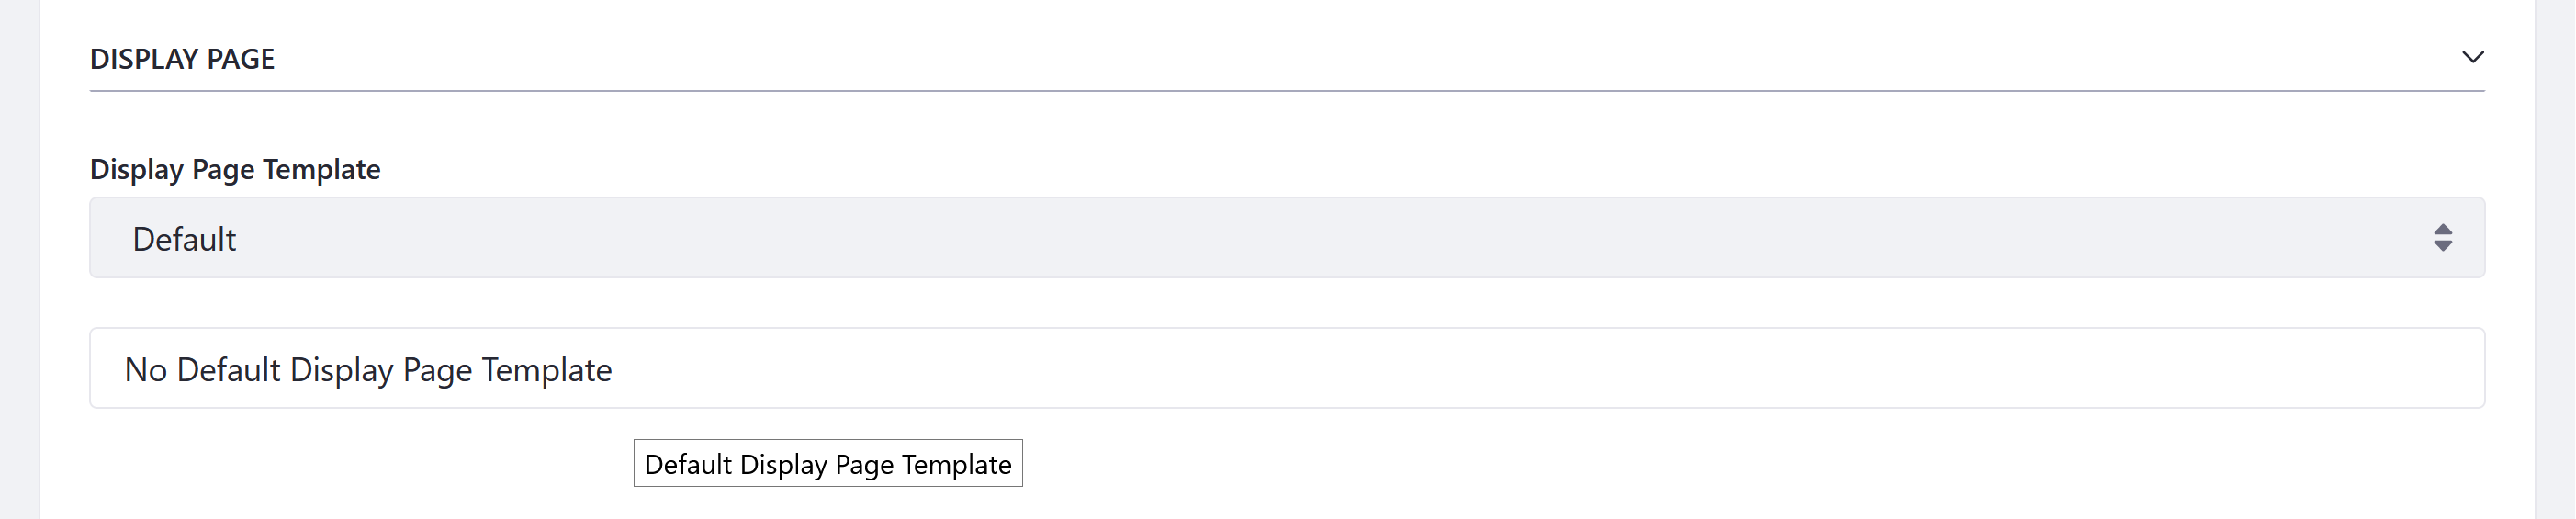 DISPLAY PAGE
Display Page Template
Default
No Default Display Page Template
Default Display Page Template